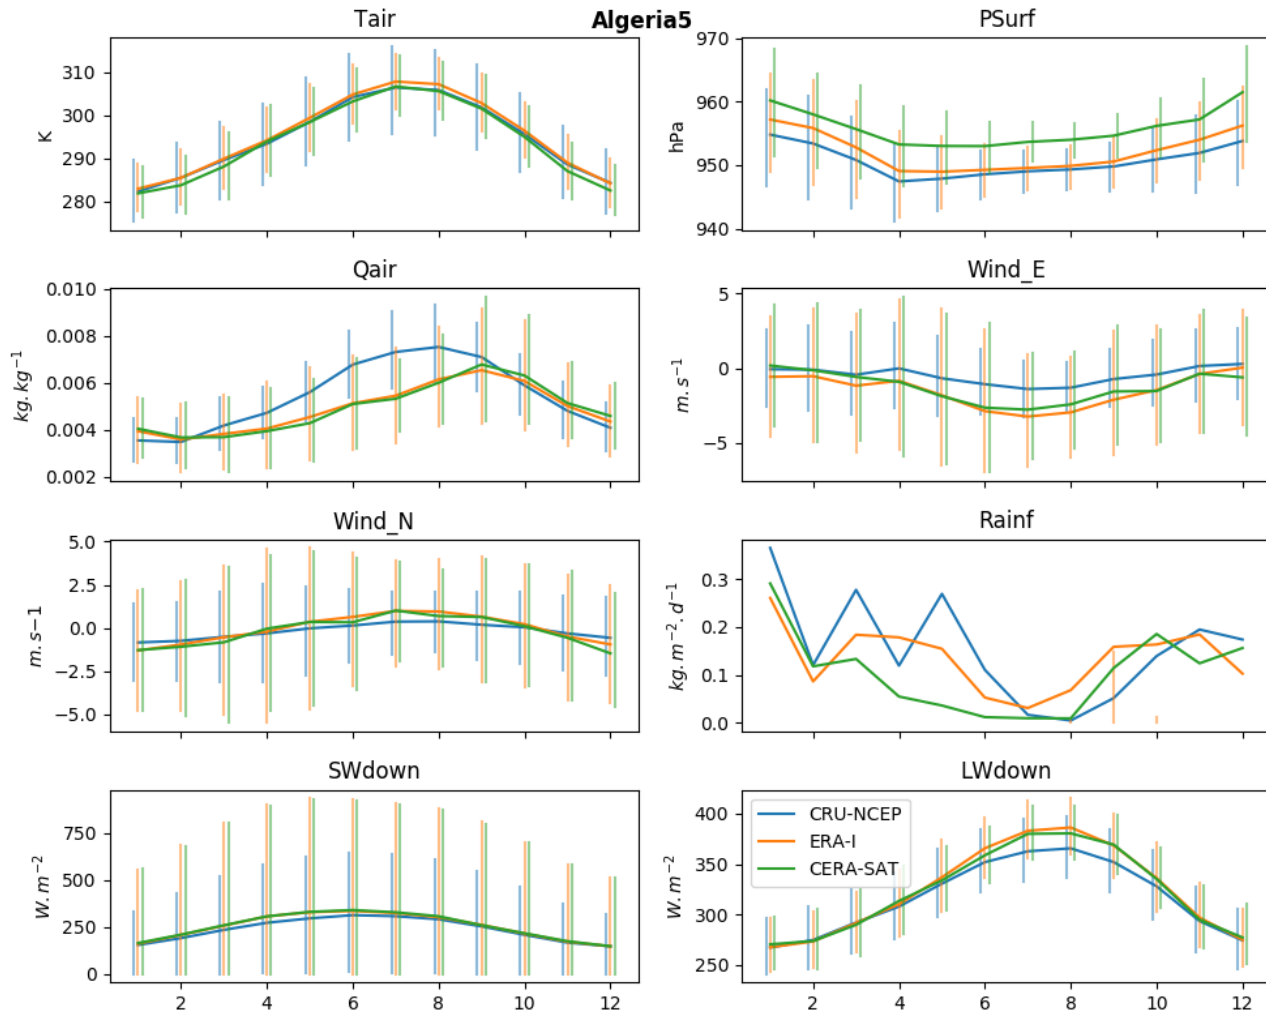 Algeria5
Tair
310
300
290
280
K
PSurf
970
960
950
940
hPa
Qair
0.010
0.008
0.006
0.004
0.002
kg.kg⁻¹
Wind_E
5
0
−5
m.s⁻¹
Wind_N
5.0
2.5
0.0
−2.5
−5.0
m.s−1
Rainf
0.3
0.2
0.1
0.0
kg.m⁻².d⁻¹
SWdown
750
500
250
0
W.m⁻²
2 4 6 8 10 12
LWdown
400
350
300
250
W.m⁻²
CRU-NCEP
ERA-I
CERA-SAT
2 4 6 8 10 12